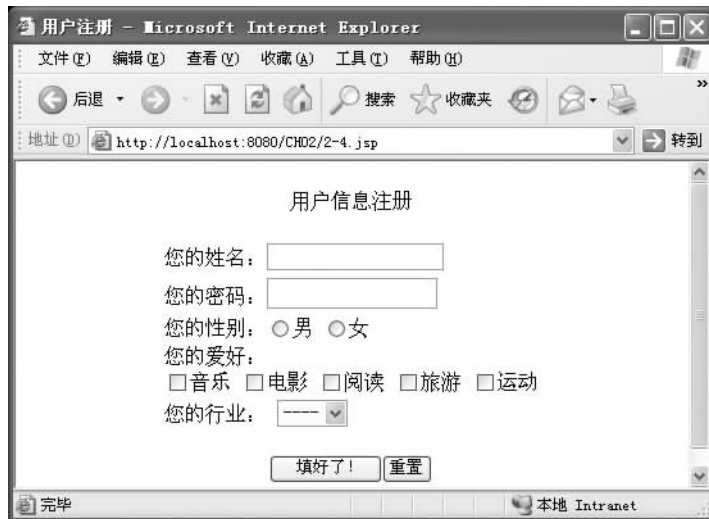 用户注册 - Microsoft Internet Explorer
文件(F) 编辑(E) 查看(V) 收藏(A) 工具(T) 帮助(H)
后退 搜索 收藏夹 »
地址(D) http://localhost:8080/CH02/2-4.jsp 转到
用户信息注册
您的姓名：
您的密码：
您的性别： 男 女
您的爱好：
音乐 电影 阅读 旅游 运动
您的行业： ----
填好了! 重置
完毕 本地 Intranet